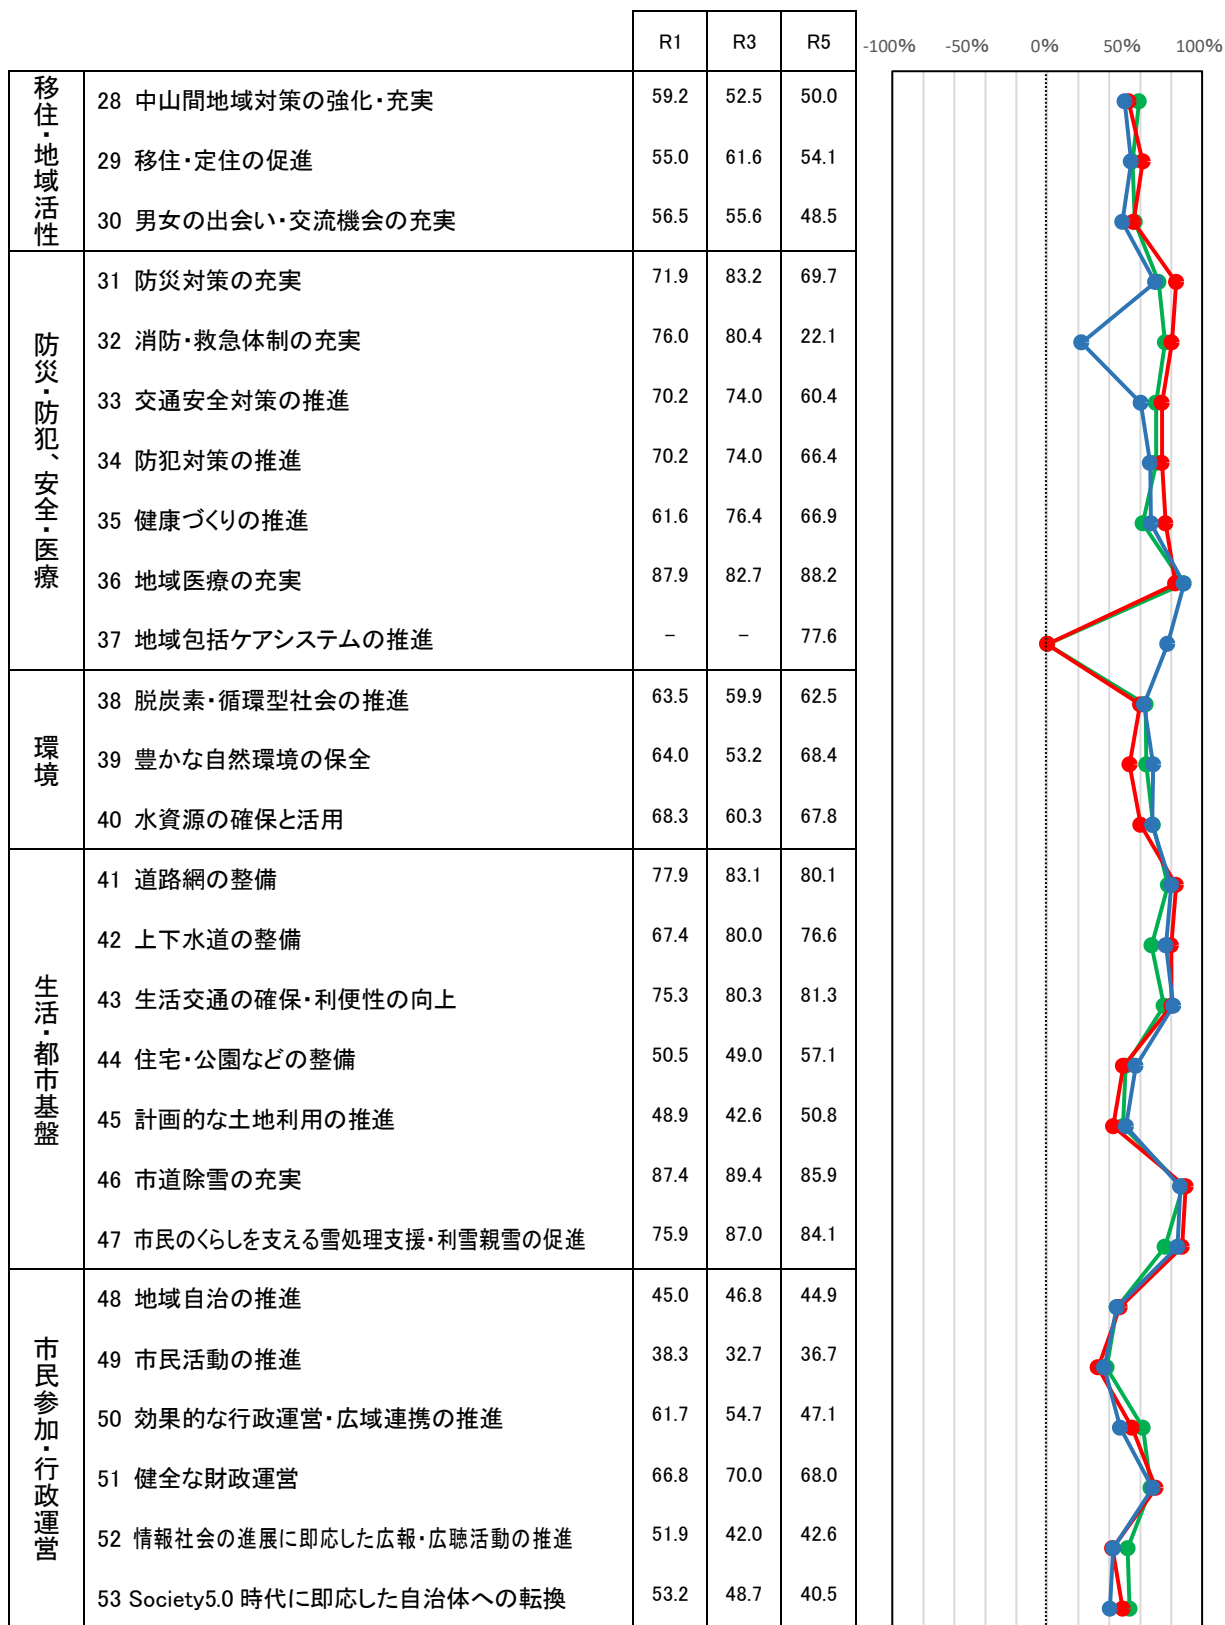 R1 R3 R5 -100% -50% 0% 50% 100%
移住・地域活性
28 中山間地域対策の強化・充実 59.2 52.5 50.0
29 移住・定住の促進 55.0 61.6 54.1
30 男女の出会い・交流機会の充実 56.5 55.6 48.5
防災・防犯、安全・医療
31 防災対策の充実 71.9 83.2 69.7
32 消防・救急体制の充実 76.0 80.4 22.1
33 交通安全対策の推進 70.2 74.0 60.4
34 防犯対策の推進 70.2 74.0 66.4
35 健康づくりの推進 61.6 76.4 66.9
36 地域医療の充実 87.9 82.7 88.2
37 地域包括ケアシステムの推進 - - 77.6
環境
38 脱炭素・循環型社会の推進 63.5 59.9 62.5
39 豊かな自然環境の保全 64.0 53.2 68.4
40 水資源の確保と活用 68.3 60.3 67.8
生活・都市基盤
41 道路網の整備 77.9 83.1 80.1
42 上下水道の整備 67.4 80.0 76.6
43 生活交通の確保・利便性の向上 75.3 80.3 81.3
44 住宅・公園などの整備 50.5 49.0 57.1
45 計画的な土地利用の推進 48.9 42.6 50.8
46 市道除雪の充実 87.4 89.4 85.9
47 市民のくらしを支える雪処理支援・利雪親雪の促進 75.9 87.0 84.1
市民参加・行政運営
48 地域自治の推進 45.0 46.8 44.9
49 市民活動の推進 38.3 32.7 36.7
50 効果的な行政運営・広域連携の推進 61.7 54.7 47.1
51 健全な財政運営 66.8 70.0 68.0
52 情報社会の進展に即応した広報・広聴活動の推進 51.9 42.0 42.6
53 Society5.0 時代に即応した自治体への転換 53.2 48.7 40.5